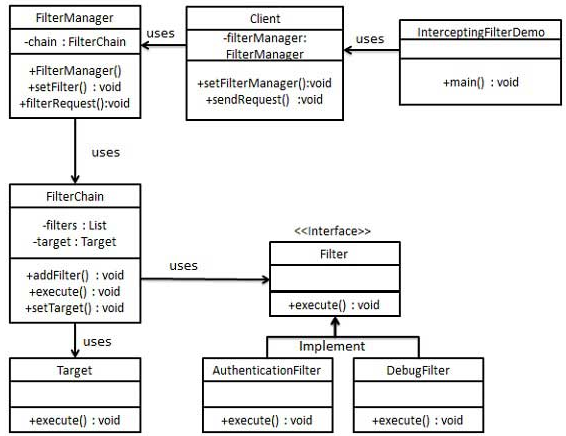 FilterManager
-chain : FilterChain
+FilterManager()
+setFilter() : void
+filterRequest():void
uses
Client
-filterManager:
FilterManager
+setFilterManager():void
+sendRequest() :void
uses
InterceptingFilterDemo
+main() : void
uses
FilterChain
-filters : List
-target : Target
+addFilter() : void
+execute() : void
+setTarget() : void
uses
<<Interface>>
Filter
+execute() : void
uses
Implement
Target
+execute() : void
AuthenticationFilter
+execute() : void
DebugFilter
+execute() : void